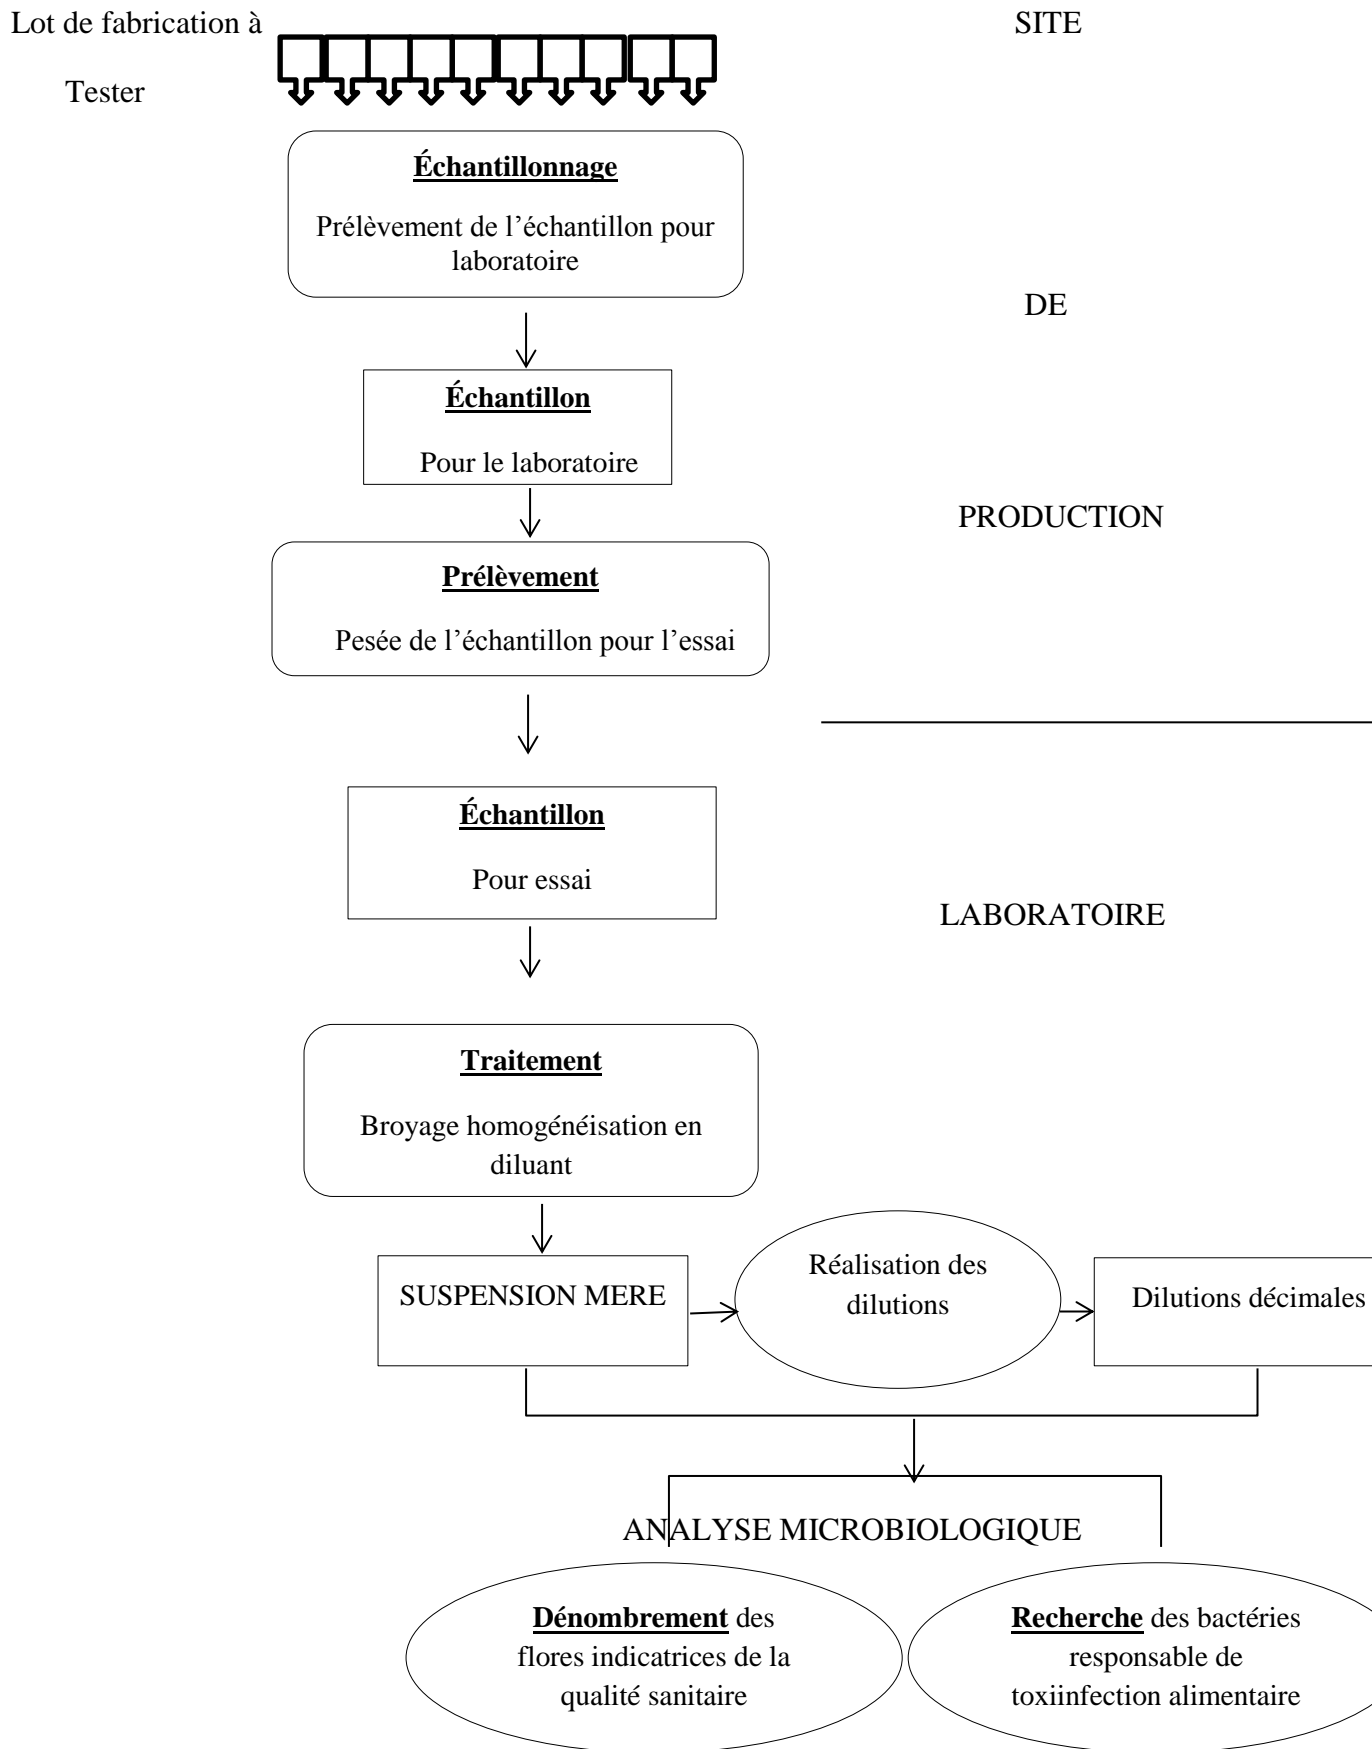 Lot de fabrication à
SITE
Tester
Échantillonnage
Prélèvement de l’échantillon pour
laboratoire
DE
Échantillon
Pour le laboratoire
PRODUCTION
Prélèvement
Pesée de l’échantillon pour l’essai
Échantillon
Pour essai
LABORATOIRE
Traitement
Broyage homogénéisation en
diluant
SUSPENSION MERE
Réalisation des
dilutions
Dilutions décimales
ANALYSE MICROBIOLOGIQUE
Dénombrement des
flores indicatrices de la
qualité sanitaire
Recherche des bactéries
responsable de
toxiinfection alimentaire